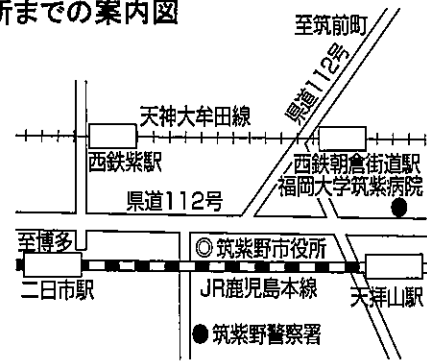 所までの案内図
至筑前町
県道112号
天神大牟田線
西鉄紫駅
西鉄朝倉街道駅
福岡大学筑紫病院
県道112号
至博多
◎筑紫野市役所
二日市駅
JR鹿児島本線
天拝山駅
●筑紫野警察署